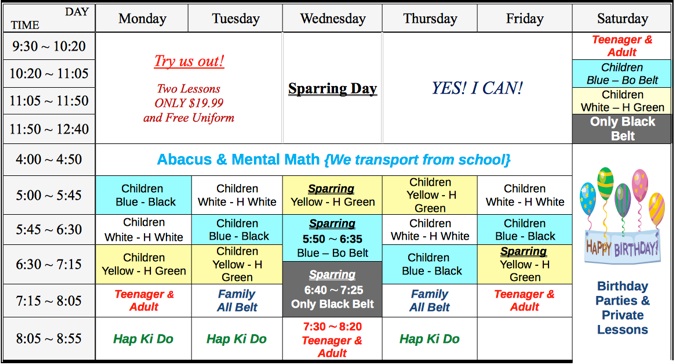 DAY
TIME
Monday
Tuesday
Wednesday
Thursday
Friday
Saturday
9:30 ~ 10:20
Try us out!
Two Lessons
ONLY $19.99
and Free Uniform
Sparring Day
YES! I CAN!
Teenager &
Adult
10:20 ~ 11:05
Children
Blue – Bo Belt
11:05 ~ 11:50
Children
White – H Green
11:50 ~ 12:40
Only Black
Belt
4:00 ~ 4:50
Abacus & Mental Math {We transport from school}
5:00 ~ 5:45
Children
Blue - Black
Children
White - H White
Sparring
Yellow - H Green
Children
Yellow - H
Green
Children
White - H White
5:45 ~ 6:30
Children
White - H White
Children
Blue - Black
Sparring
5:50 ~ 6:35
Blue – Bo Belt
Children
White - H White
Children
Blue - Black
6:30 ~ 7:15
Children
Yellow - H Green
Children
Yellow - H
Green
Sparring
6:40 ~ 7:25
Only Black Belt
Children
Blue - Black
Sparring
Yellow - H
Green
7:15 ~ 8:05
Teenager &
Adult
Family
All Belt
Family
All Belt
Teenager &
Adult
8:05 ~ 8:55
Hap Ki Do
Hap Ki Do
7:30 ~ 8:20
Teenager &
Adult
Hap Ki Do
HAPPY BIRTHDAY!
Birthday
Parties &
Private
Lessons